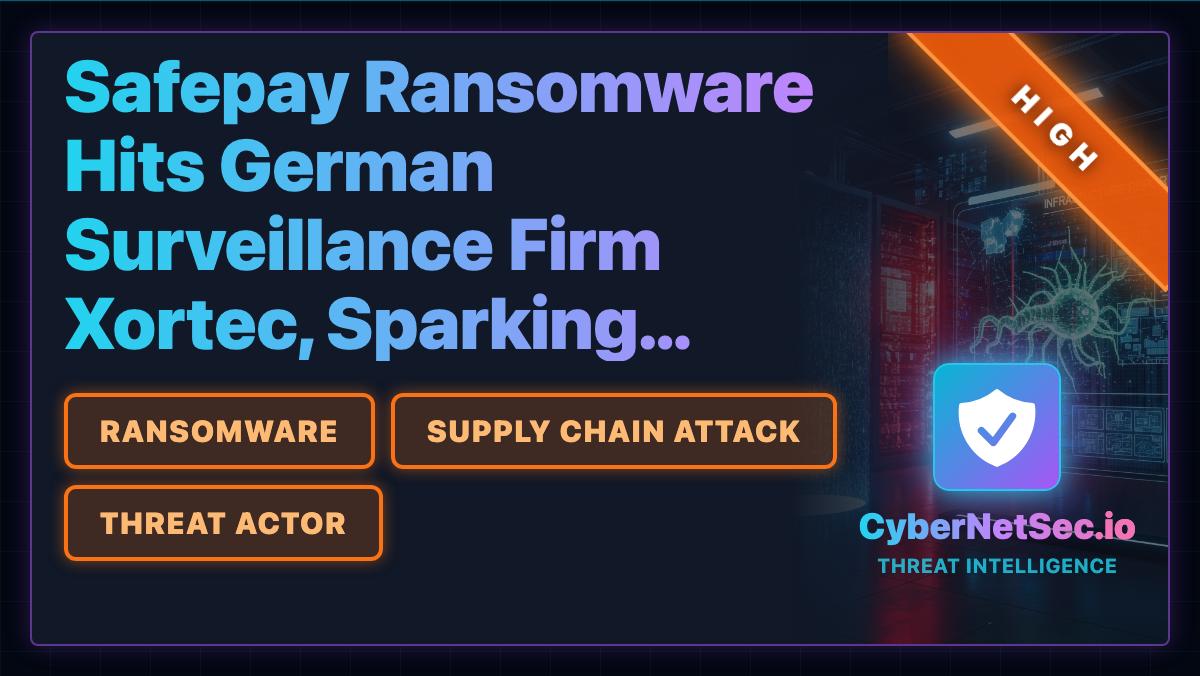 Safepay Ransomware
Hits German
Surveillance Firm
Xortec, Sparking...
HIGH
RANSOMWARE
SUPPLY CHAIN ATTACK
THREAT ACTOR
CyberNetSec.io
THREAT INTELLIGENCE